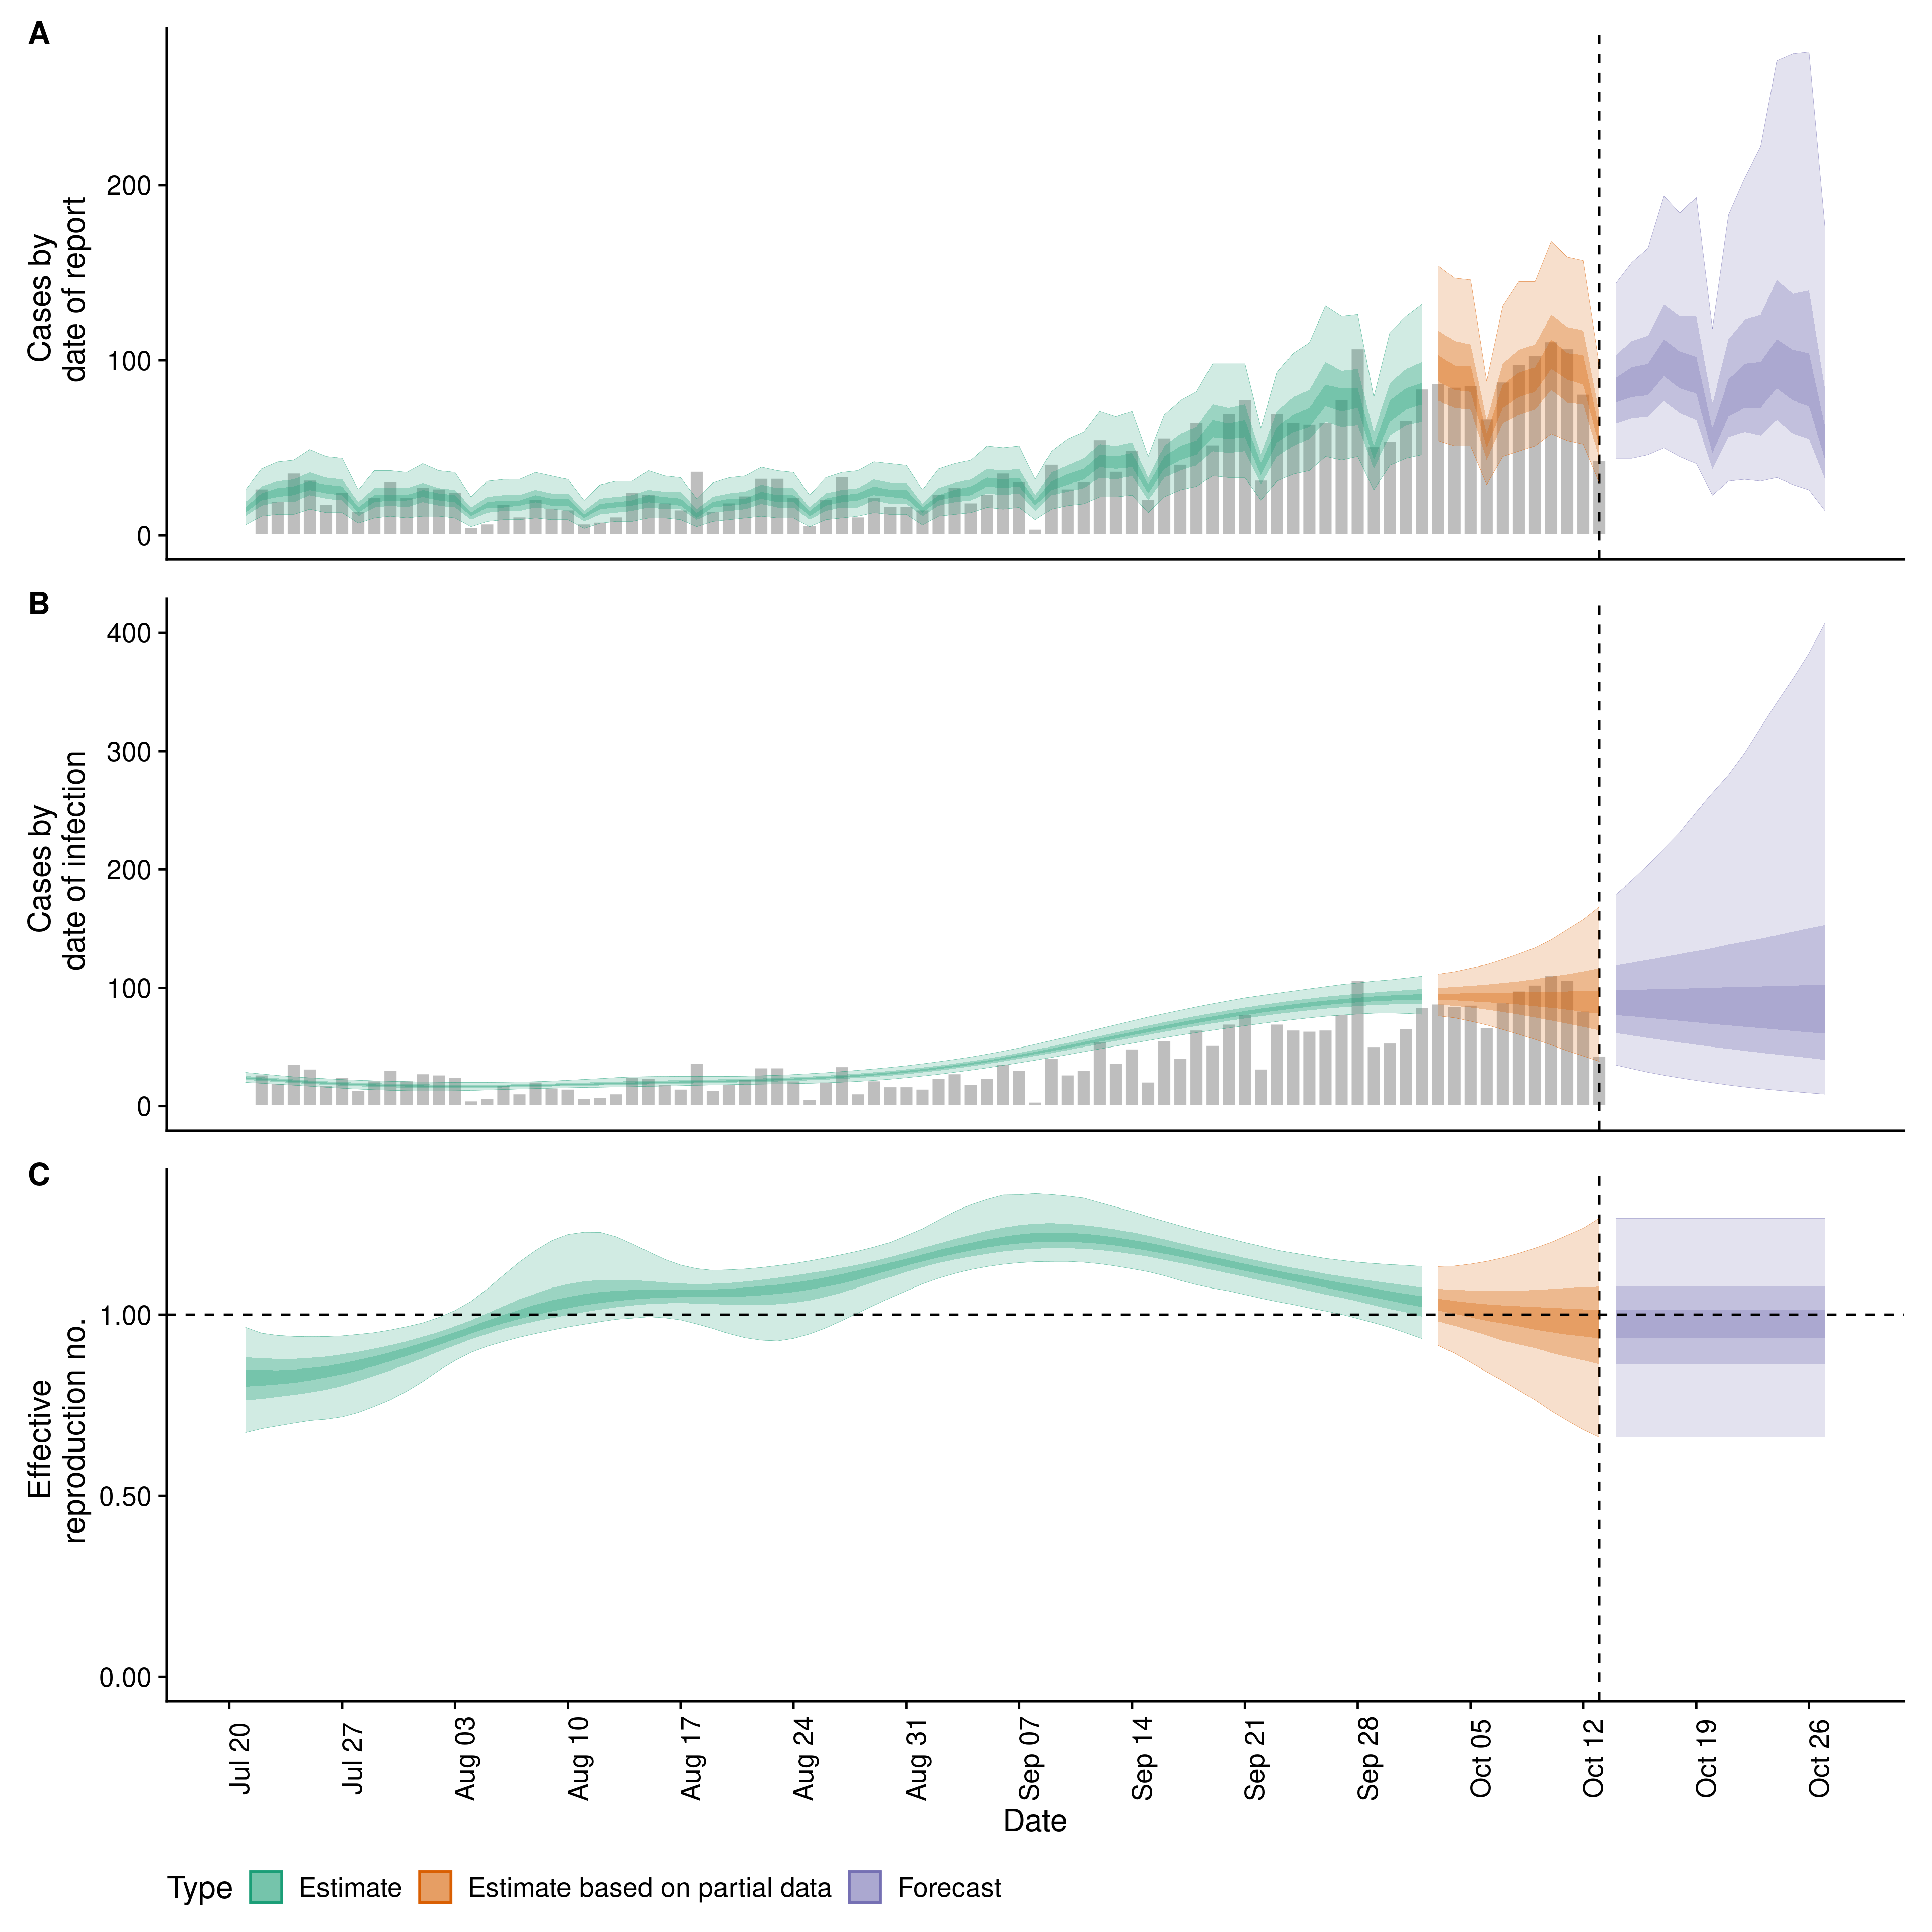 A
Cases by
date of report
200
100
0
B
Cases by
date of infection
400
300
200
100
0
C
Effective
reproduction no.
1.00
0.50
0.00
Jul 20
Jul 27
Aug 03
Aug 10
Aug 17
Aug 24
Aug 31
Sep 07
Sep 14
Sep 21
Sep 28
Oct 05
Oct 12
Oct 19
Oct 26
Date
Type Estimate Estimate based on partial data Forecast